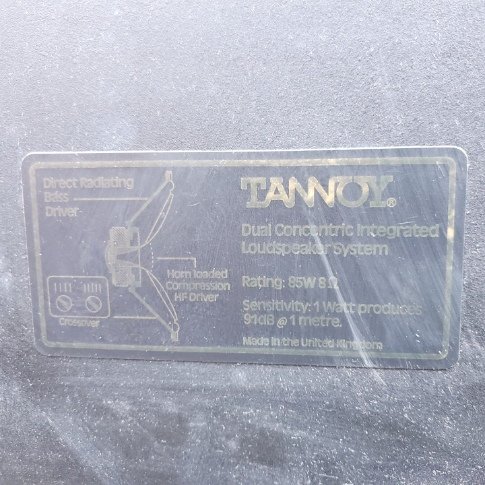 Direct Radiating
Bass
Driver
Horn loaded
Compression
HF Driver
Crossover
TANNOY®
Dual Concentric Integrated
Loudspeaker System
Rating: 85W 8Ω
Sensitivity: 1 Watt produces
91dB @ 1 metre.
Made in the United Kingdom